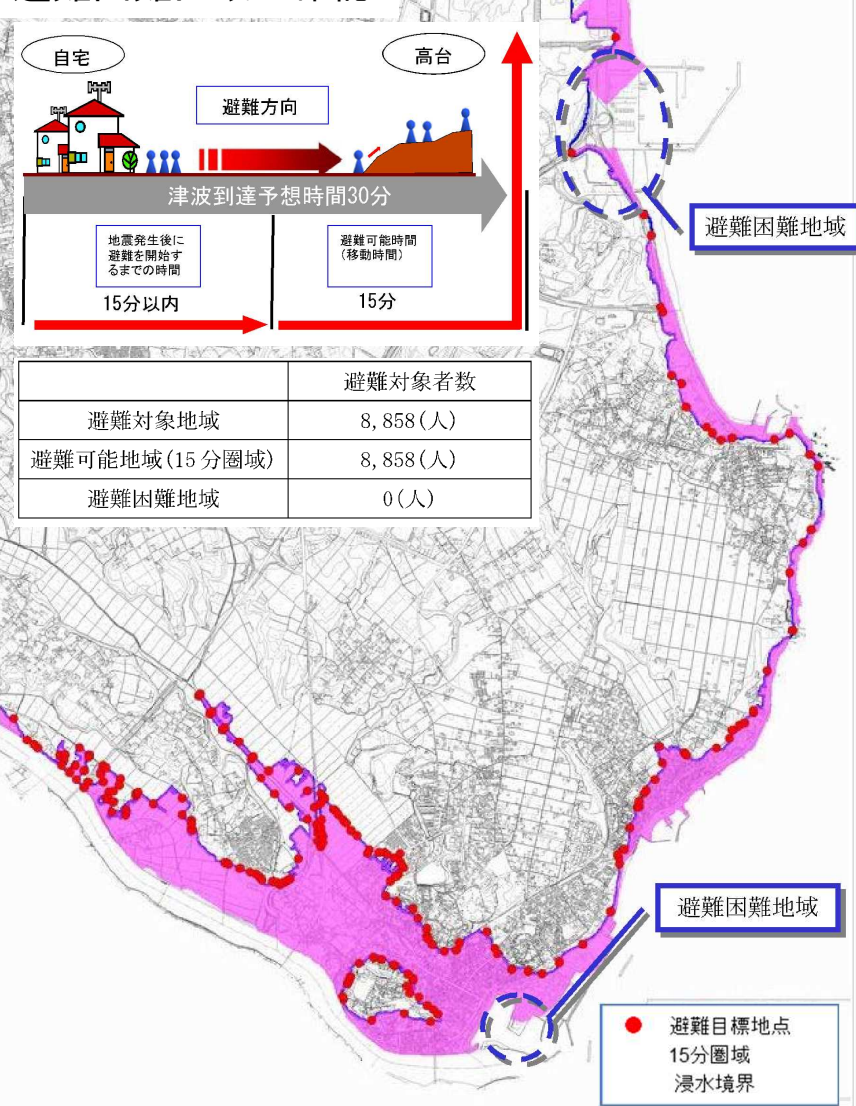 自宅
高台
避難方向
津波到達予想時間30分
地震発生後に
避難を開始す
るまでの時間
避難可能時間
(移動時間)
15分以内
15分
避難困難地域
避難対象者数
避難対象地域 8,858(人)
避難可能地域(15分圏域) 8,858(人)
避難困難地域 0(人)
避難困難地域
避難目標地点
15分圏域
浸水境界